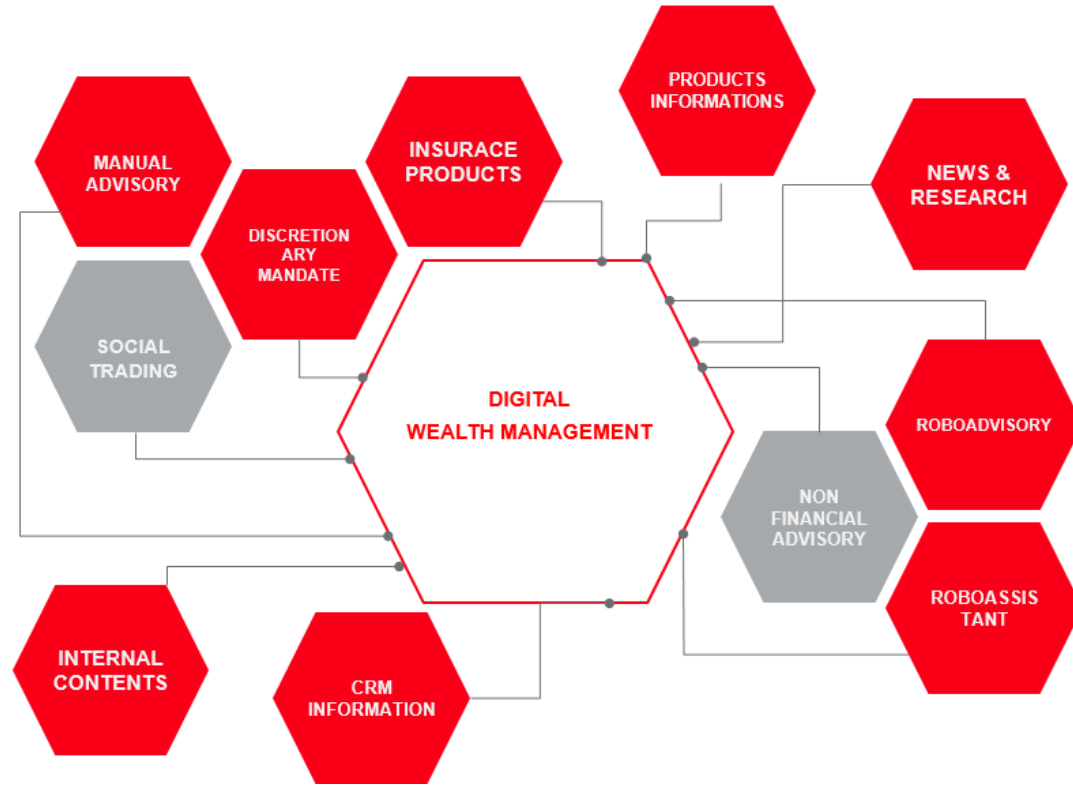 PRODUCTS
INFORMATIONS
MANUAL
ADVISORY
INSURACE
PRODUCTS
NEWS &
RESEARCH
DISCRETION
ARY
MANDATE
SOCIAL
TRADING
DIGITAL
WEALTH MANAGEMENT
ROBOADVISORY
NON
FINANCIAL
ADVISORY
ROBOASSIS
TANT
INTERNAL
CONTENTS
CRM
INFORMATION